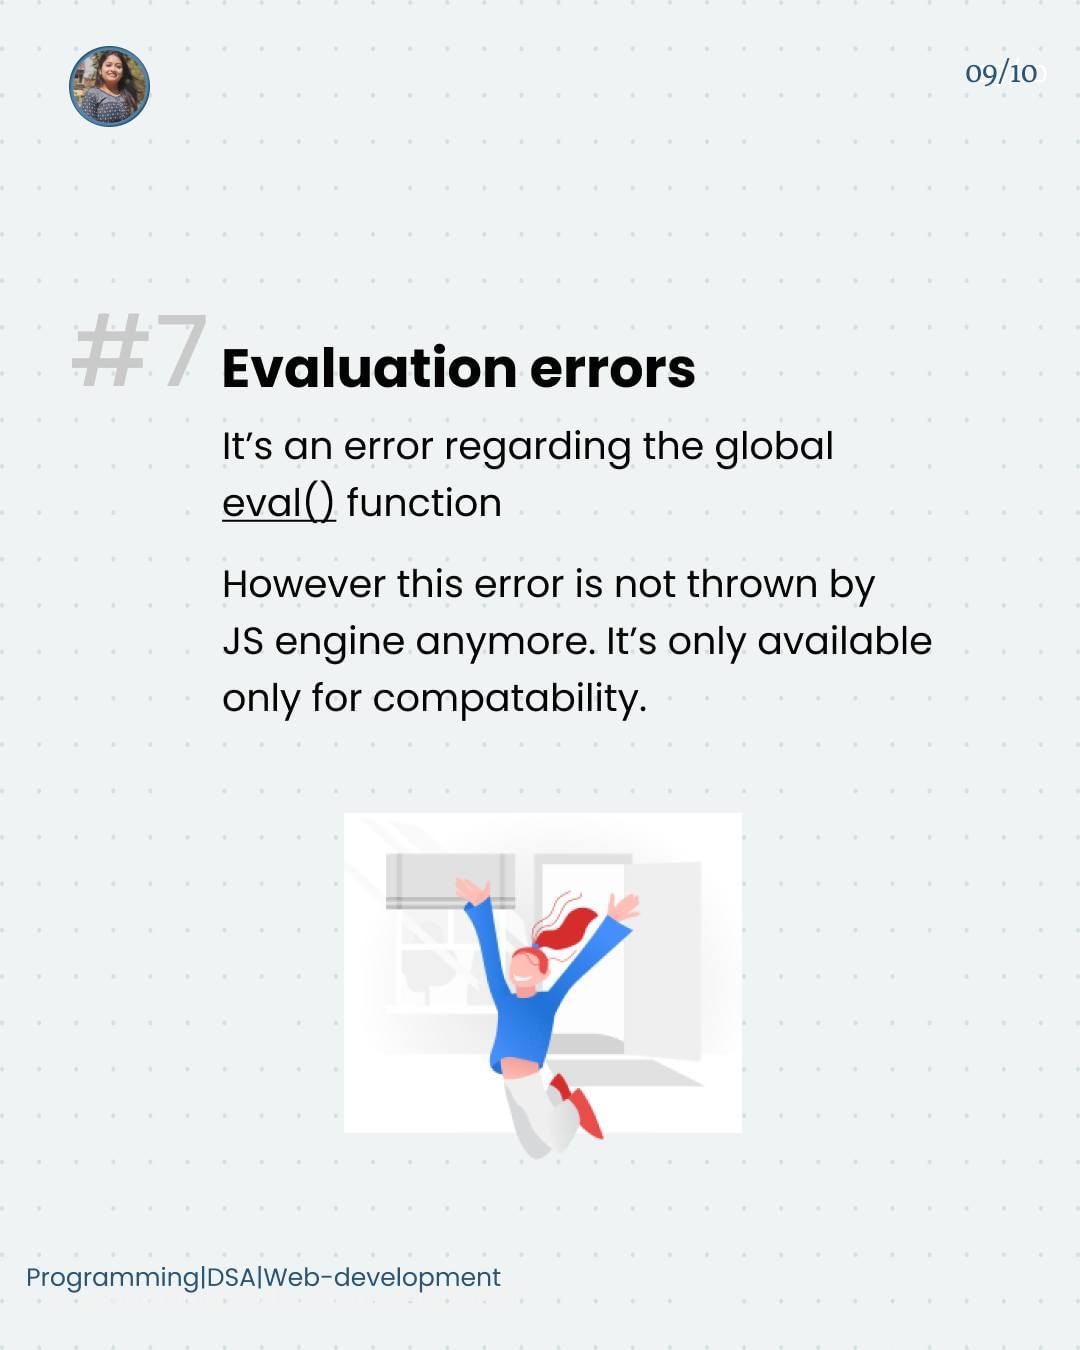 09/10
#7 Evaluation errors
It’s an error regarding the global
eval() function
However this error is not thrown by
JS engine anymore. It’s only available
only for compatability.
Programming|DSA|Web-development